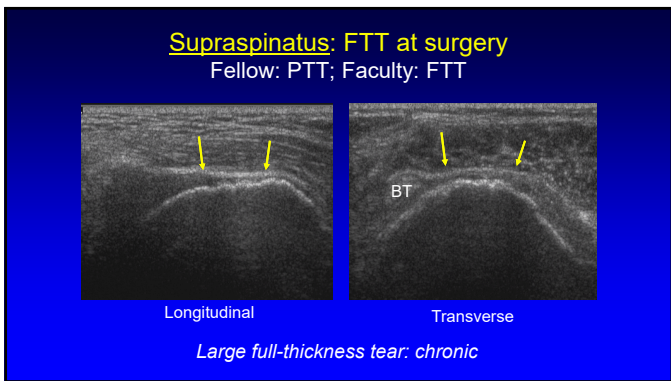 Supraspinatus: FTT at surgery
Fellow: PTT; Faculty: FTT
BT
Longitudinal
Transverse
Large full-thickness tear: chronic